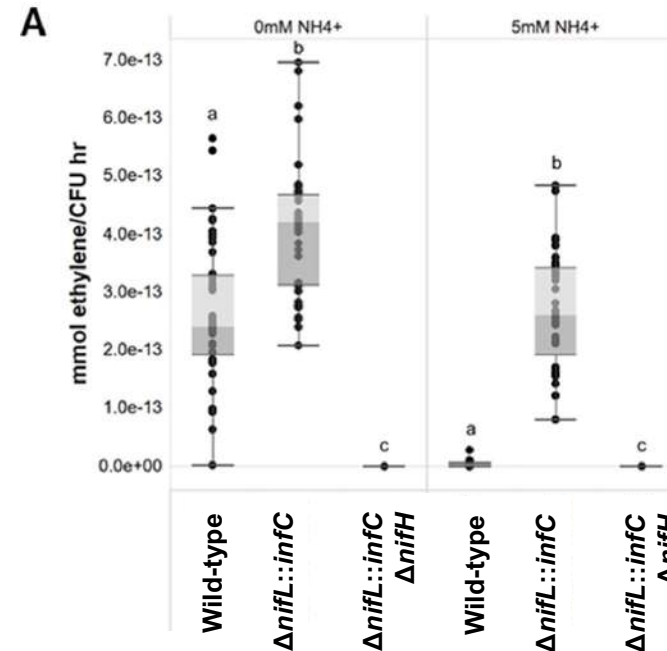 A
0mM NH4+
5mM NH4+
mmol ethylene/CFU hr
7.0e-13
6.0e-13
5.0e-13
4.0e-13
3.0e-13
2.0e-13
1.0e-13
0.0e+00
a
b
c
a
b
c
Wild-type
ΔnifL::infC
ΔnifL::infC
ΔnifH
Wild-type
ΔnifL::infC
ΔnifL::infC
ΔnifH